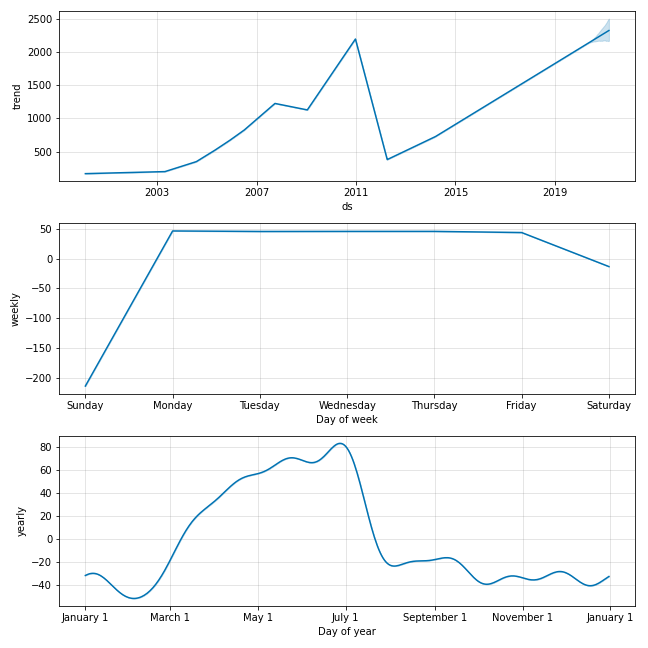 2500
2000
1500
1000
500
trend
2003 2007 2011 2015 2019
ds
50
0
−50
−100
−150
−200
weekly
Sunday Monday Tuesday Wednesday Thursday Friday Saturday
Day of week
80
60
40
20
0
−20
−40
yearly
January 1 March 1 May 1 July 1 September 1 November 1 January 1
Day of year